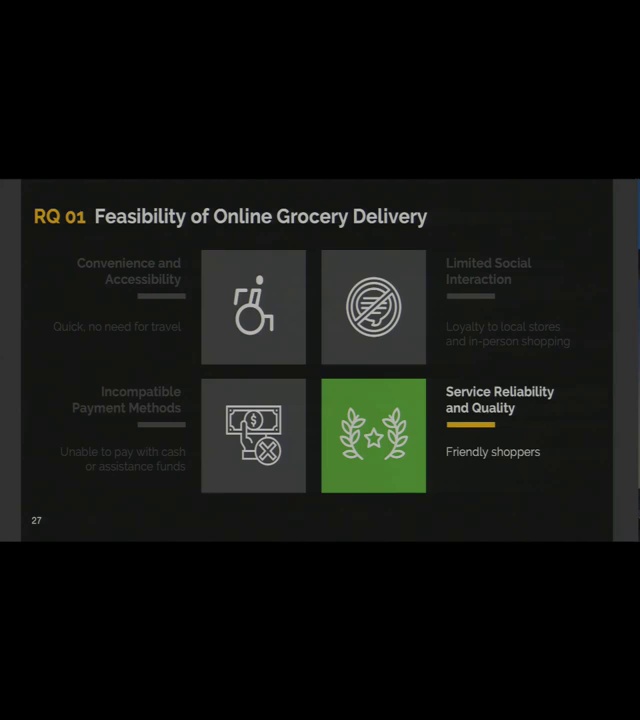 RQ 01 Feasibility of Online Grocery Delivery
Convenience and
Accessibility
Quick, no need for travel
Limited Social
Interaction
Loyalty to local stores
and in-person shopping
Incompatible
Payment Methods
Unable to pay with cash
or assistance funds
$
Service Reliability
and Quality
Friendly shoppers
27